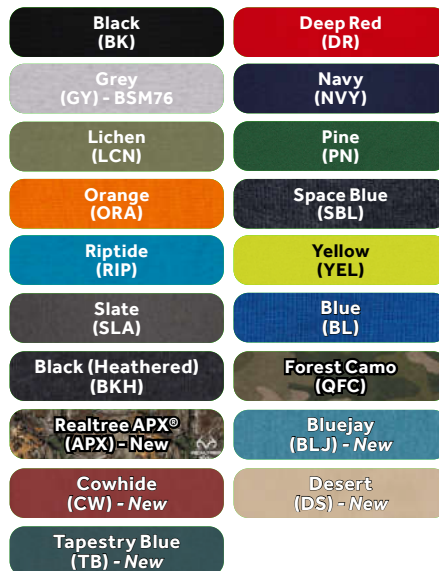 Black
(BK)
Deep Red
(DR)
Grey
(GY) - BSM76
Navy
(NVY)
Lichen
(LCN)
Pine
(PN)
Orange
(ORA)
Space Blue
(SBL)
Riptide
(RIP)
Yellow
(YEL)
Slate
(SLA)
Blue
(BL)
Black (Heathered)
(BKH)
Forest Camo
(QFC)
Realtree APX®
(APX) - New
Bluejay
(BLJ) - New
Cowhide
(CW) - New
Desert
(DS) - New
Tapestry Blue
(TB) - New